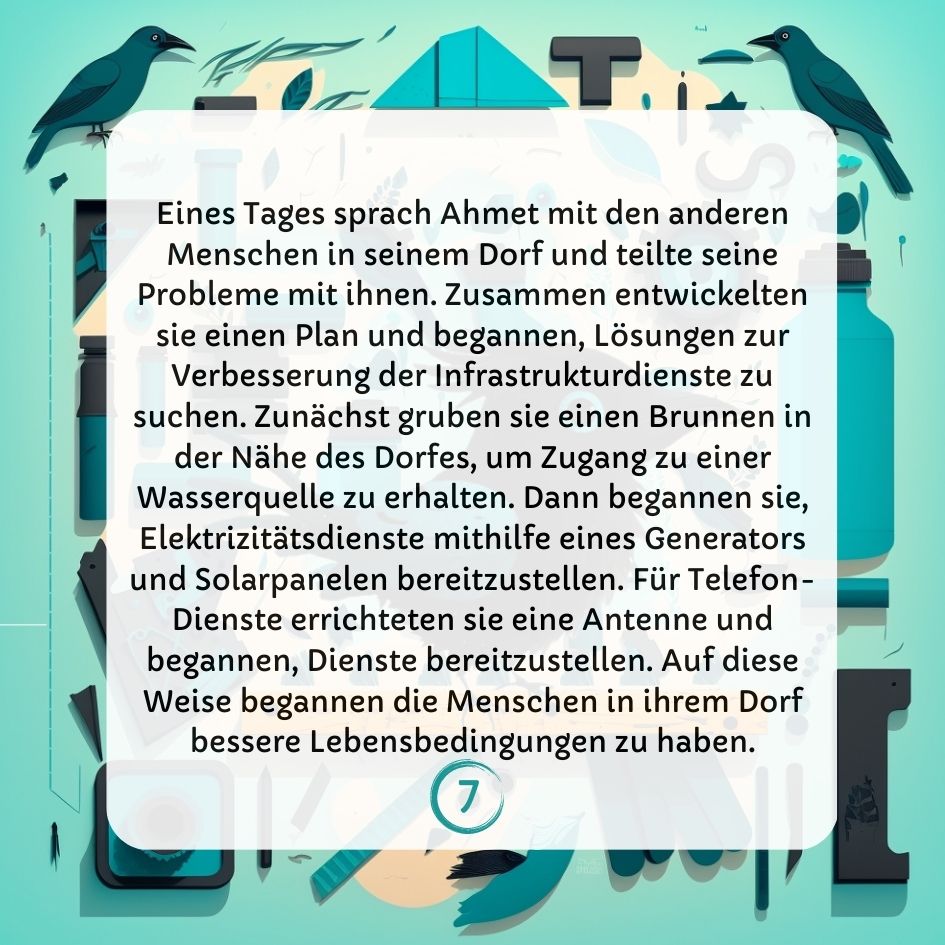 Eines Tages sprach Ahmet mit den anderen
Menschen in seinem Dorf und teilte seine
Probleme mit ihnen. Zusammen entwickelten
sie einen Plan und begannen, Lösungen zur
Verbesserung der Infrastrukturdienste zu
suchen. Zunächst gruben sie einen Brunnen in
der Nähe des Dorfes, um Zugang zu einer
Wasserquelle zu erhalten. Dann begannen sie,
Elektrizitätsdienste mithilfe eines Generators
und Solarpanelen bereitzustellen. Für Telefon-
Dienste errichteten sie eine Antenne und
begannen, Dienste bereitzustellen. Auf diese
Weise begannen die Menschen in ihrem Dorf
bessere Lebensbedingungen zu haben.
7